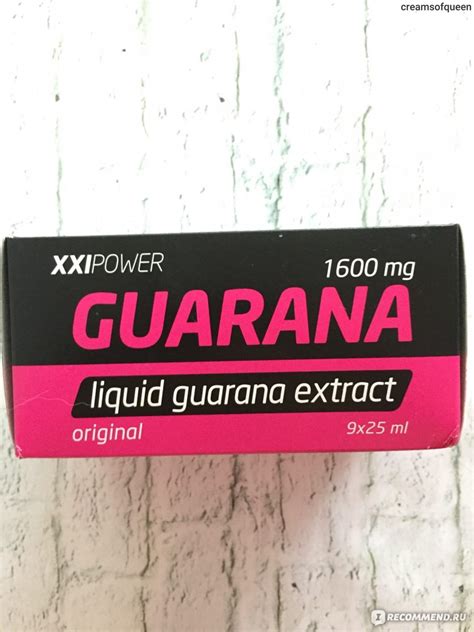 creamsofqueen
XXIPOWER 1600 mg
GUARANA
liquid guarana extract
original 9x25 ml
I RECOMMEND.RU